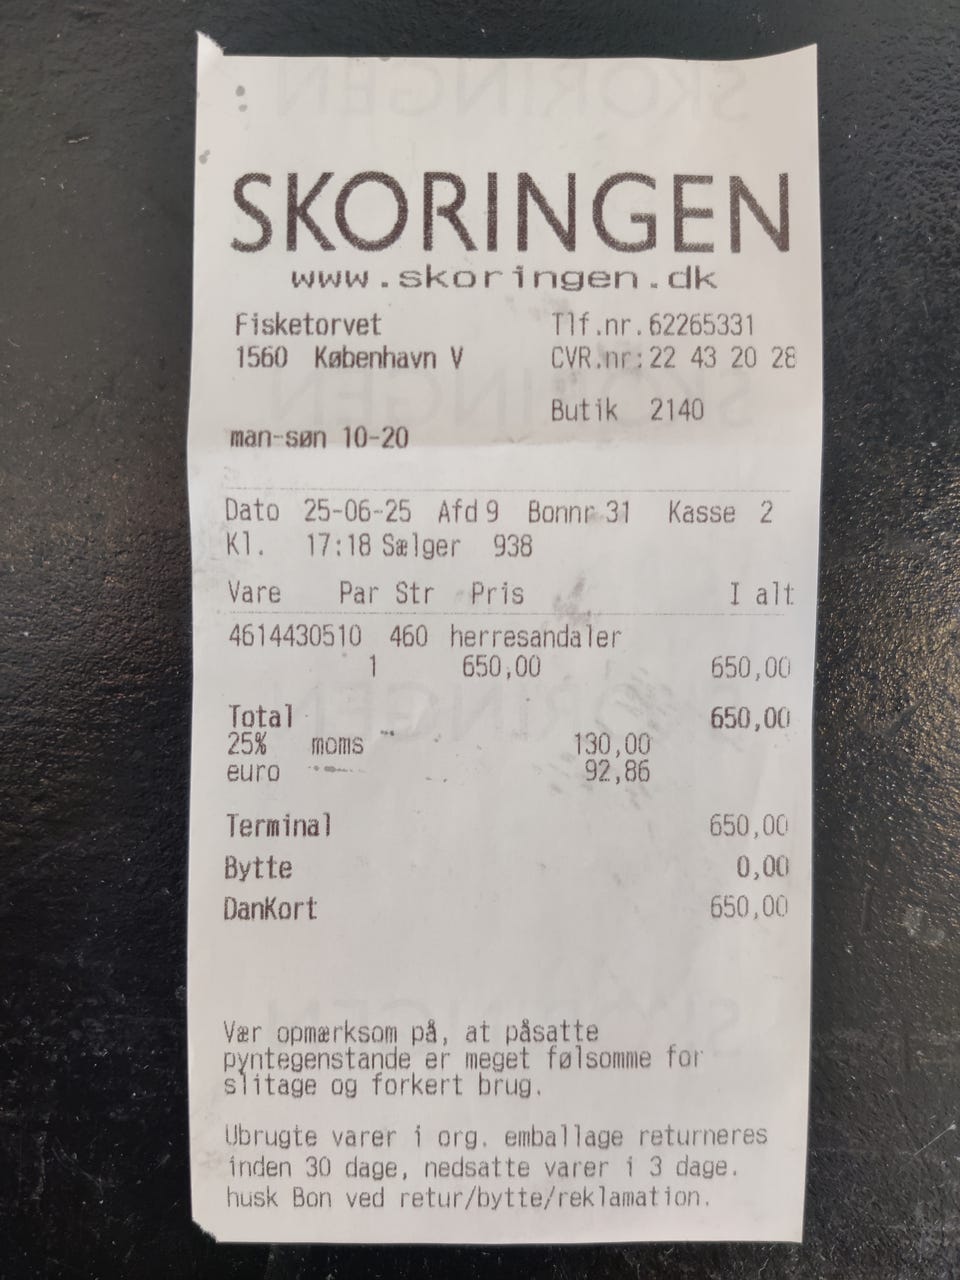 SKORINGEN
www.skoringen.dk
Fisketorvet Tlf.nr.62265331
1560 København V CVR.nr:22 43 20 28
Butik 2140
man-søn 10-20
Dato 25-06-25 Afd 9 Bonnr 31 Kasse 2
Kl. 17:18 Sælger 938
Vare Par Str Pris I alt
4614430510 460 herresandaler
1 650,00 650,00
Total 650,00
25% moms 130,00
euro 92,86
Terminal 650,00
Bytte 0,00
DanKort 650,00
Vær opmærksom på, at påsatte
pyntegenstande er meget følsomme for
slitage og forkert brug.
Ubrugte varer i org. emballage returneres
inden 30 dage, nedsatte varer i 3 dage.
husk Bon ved retur/bytte/reklamation.